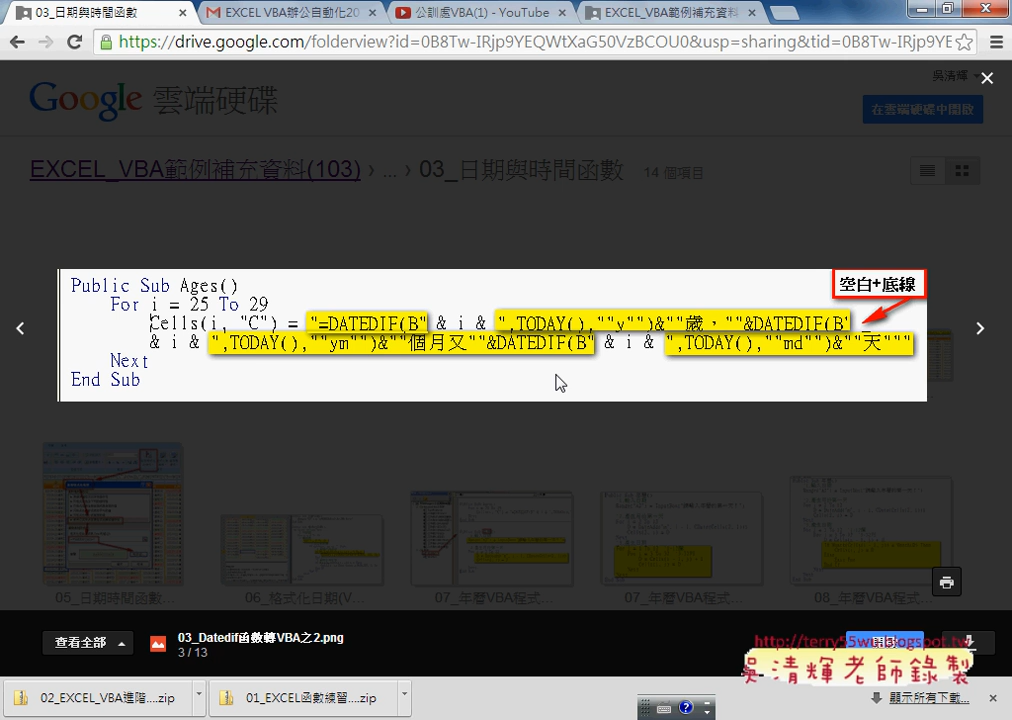 03_日期與時間函數
EXCEL VBA辦公自動化20
公訓處VBA(1) - YouTube
EXCEL_VBA範例補充資料
https://drive.google.com/folderview?id=0B8Tw-IRjp9YEQWtXaG50VzBCOU0&usp=sharing&tid=0B8Tw-IRjp9YE
吳清輝
Google 雲端硬碟
在雲端硬碟中開啟
EXCEL_VBA範例補充資料(103) › ... › 03_日期與時間函數 14 個項目
空白+底線
Public Sub Ages()
For i = 25 To 29
Cells(i, "C") = "=DATEDIF(B" & i & ",TODAY(),""y"")&""歲，""&DATEDIF(B"
& i & ",TODAY(),""ym"")&""個月又""&DATEDIF(B" & i & ",TODAY(),""md"")&""天"""
Next
End Sub
05_日期時間函數...
06_格式化日期(V...
07_年曆VBA程式...
07_年曆VBA程式...
08_年曆VBA程式...
查看全部
03_Datedif函數轉VBA之2.png
3 / 13
開啟
http://terry55wu.blogspot.tw
吳清輝老師錄製
02_EXCEL_VBA進階....zip
01_EXCEL函數練習....zip
顯示所有下載...